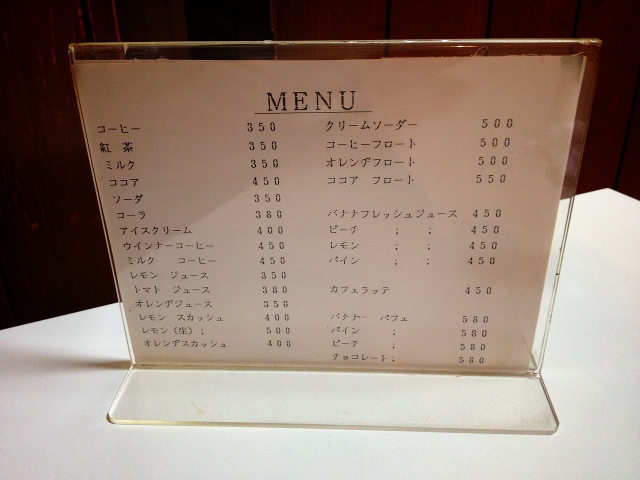 MENU
コーヒー 350
紅 茶 350
ミルク 350
ココア 450
ソーダ 350
コーラ 380
アイスクリーム 400
ウインナーコーヒー 450
ミルク コーヒー 450
レモン ジュース 350
トマト ジュース 380
オレンヂジュース 350
レモン スカッシュ 400
レモン(生) ; 500
オレンヂスカッシュ 400
クリームソーダー 500
コーヒーフロート 500
オレンヂフロート 500
ココア フロート 550
バナナフレッシュジュース 450
ピーチ ; ; 450
レモン ; ; 450
パイン ; ; 450
カフェラッテ 450
バナナ パフェ 580
パイン ; 580
ピーチ ; 580
チョコレート ; 580